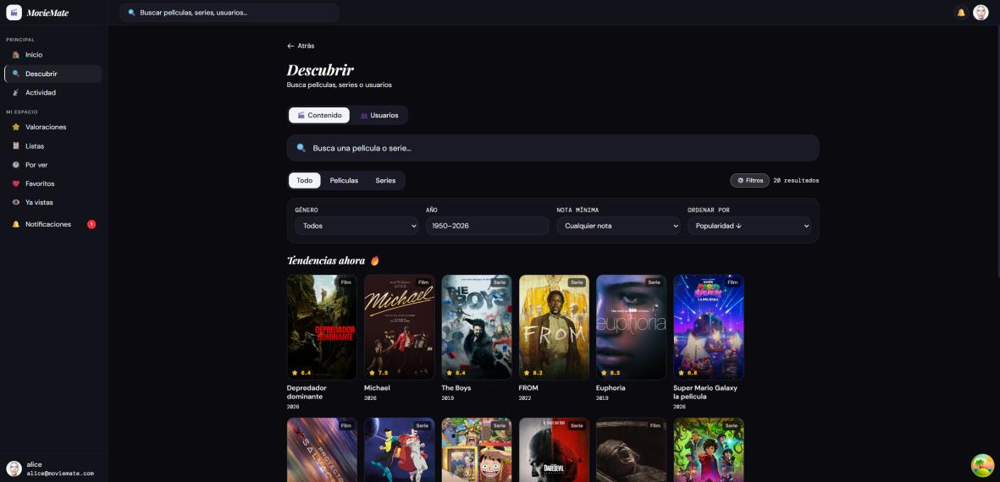 MovieMate
Buscar películas, series, usuarios...
PRINCIPAL
Inicio
Descubrir
Actividad
MI ESPACIO
Valoraciones
Listas
Por ver
Favoritos
Ya vistas
Notificaciones 1
alice
alice@moviemate.com
← Atrás
Descubrir
Busca películas, series o usuarios
Contenido Usuarios
Busca una película o serie...
Todo Películas Series
Filtros 20 resultados
GÉNERO AÑO NOTA MÍNIMA ORDENAR POR
Todos 1950–2026 Cualquier nota Popularidad ↓
Tendencias ahora
Film Film Serie Serie Serie Film
DEPREDADOR
DOMINANTE
Michael
THE BOYS
FROM
euphoria
LA PELÍCULA
6.4 7.5 8.4 8.2 8.3 6.8
Depredador
dominante
2026
Michael
2026
The Boys
2019
FROM
2022
Euphoria
2019
Super Mario Galaxy
la película
2026
Film Serie Serie Serie Film Serie
PROYECTO
SALVACIÓN
DAREDEVIL